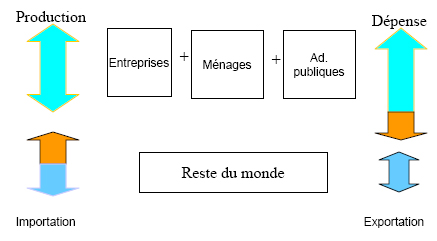 Production
Dépense
Entreprises + Ménages + Ad. publiques
Reste du monde
Importation
Exportation